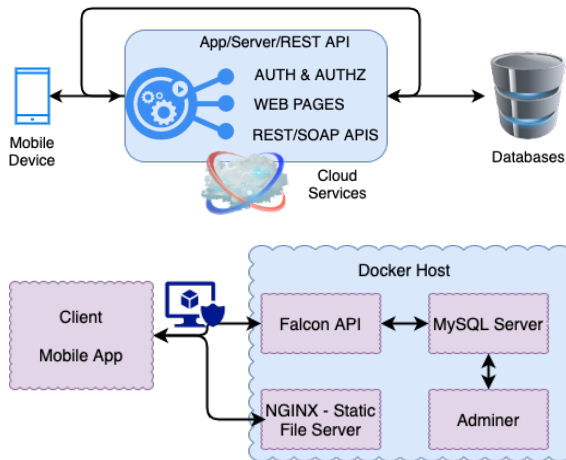 App/Server/REST API
AUTH & AUTHZ
WEB PAGES
REST/SOAP APIS
Mobile
Device
Databases
Cloud
Services
Docker Host
Client
Mobile App
Falcon API
MySQL Server
NGINX - Static
File Server
Adminer